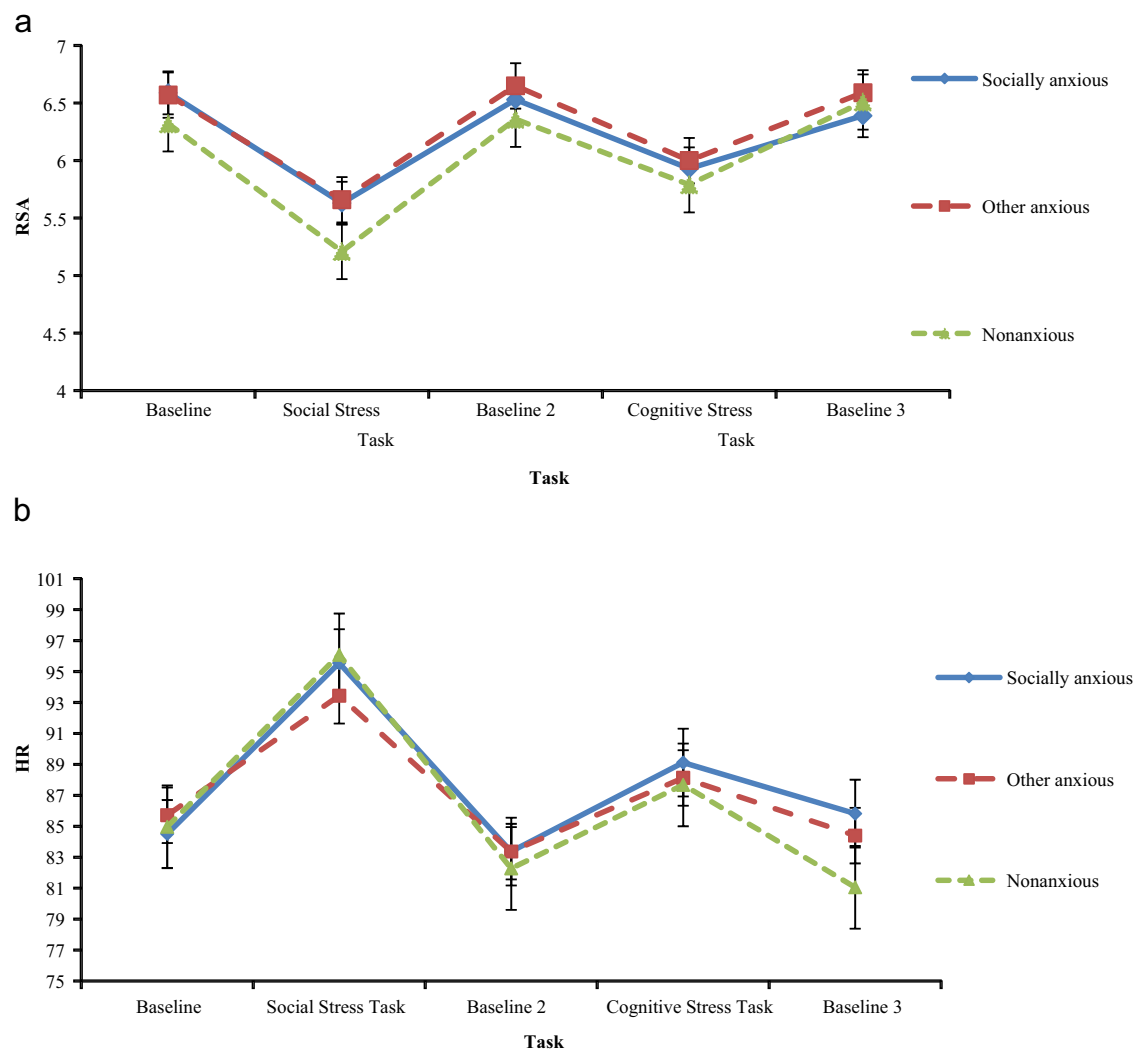 a
7
6.5
6
5.5
5
4.5
4
RSA
Socially anxious
Other anxious
Nonanxious
Baseline
Social Stress
Task
Baseline 2
Cognitive Stress
Task
Baseline 3
Task
b
101
99
97
95
93
91
89
87
85
83
81
79
77
75
HR
Socially anxious
Other anxious
Nonanxious
Baseline
Social Stress Task
Baseline 2
Cognitive Stress Task
Baseline 3
Task